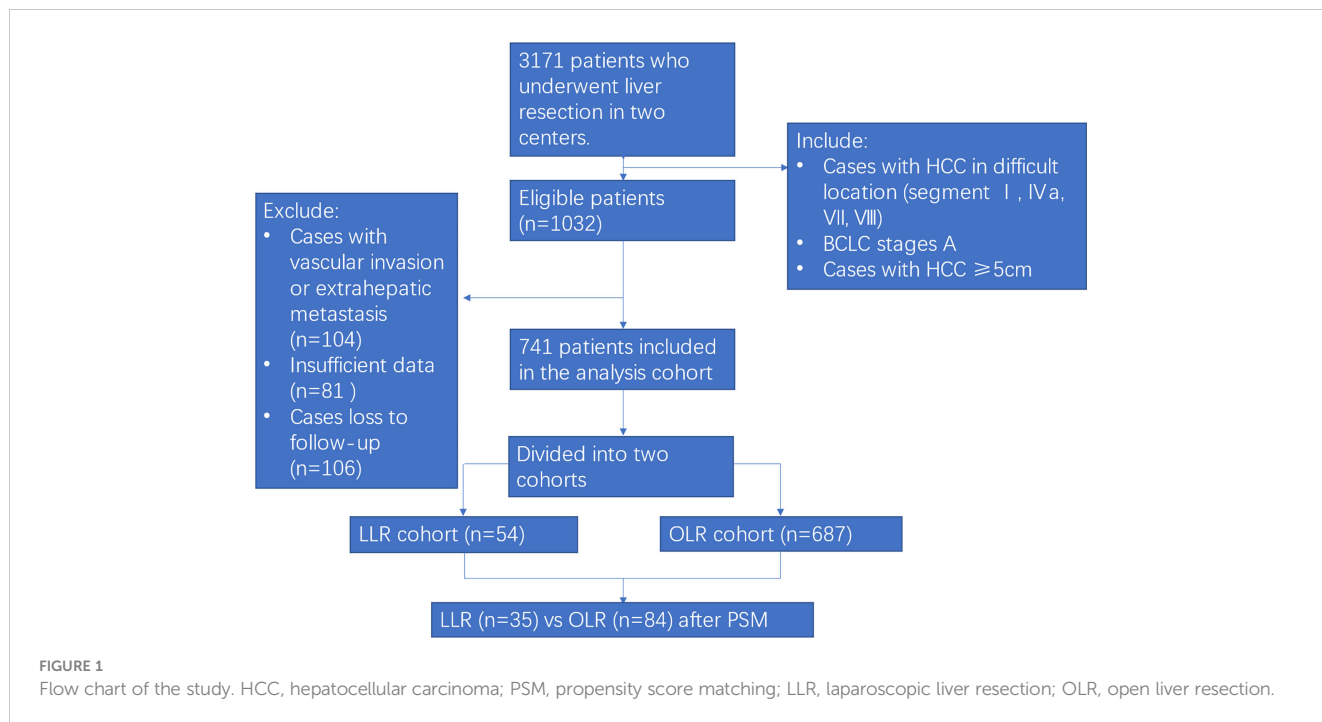 3171 patients who
underwent liver
resection in two
centers.
Include:
• Cases with HCC in difficult
location (segment Ⅰ, Ⅳa,
Ⅶ, Ⅷ)
• BCLC stages A
• Cases with HCC ≥5cm
Eligible patients
(n=1032)
Exclude:
• Cases with
vascular invasion
or extrahepatic
metastasis
(n=104)
• Insufficient data
(n=81 )
• Cases loss to
follow-up
(n=106)
741 patients included
in the analysis cohort
Divided into two
cohorts
LLR cohort (n=54)
OLR cohort (n=687)
LLR (n=35) vs OLR (n=84) after PSM
FIGURE 1
Flow chart of the study. HCC, hepatocellular carcinoma; PSM, propensity score matching; LLR, laparoscopic liver resection; OLR, open liver resection.